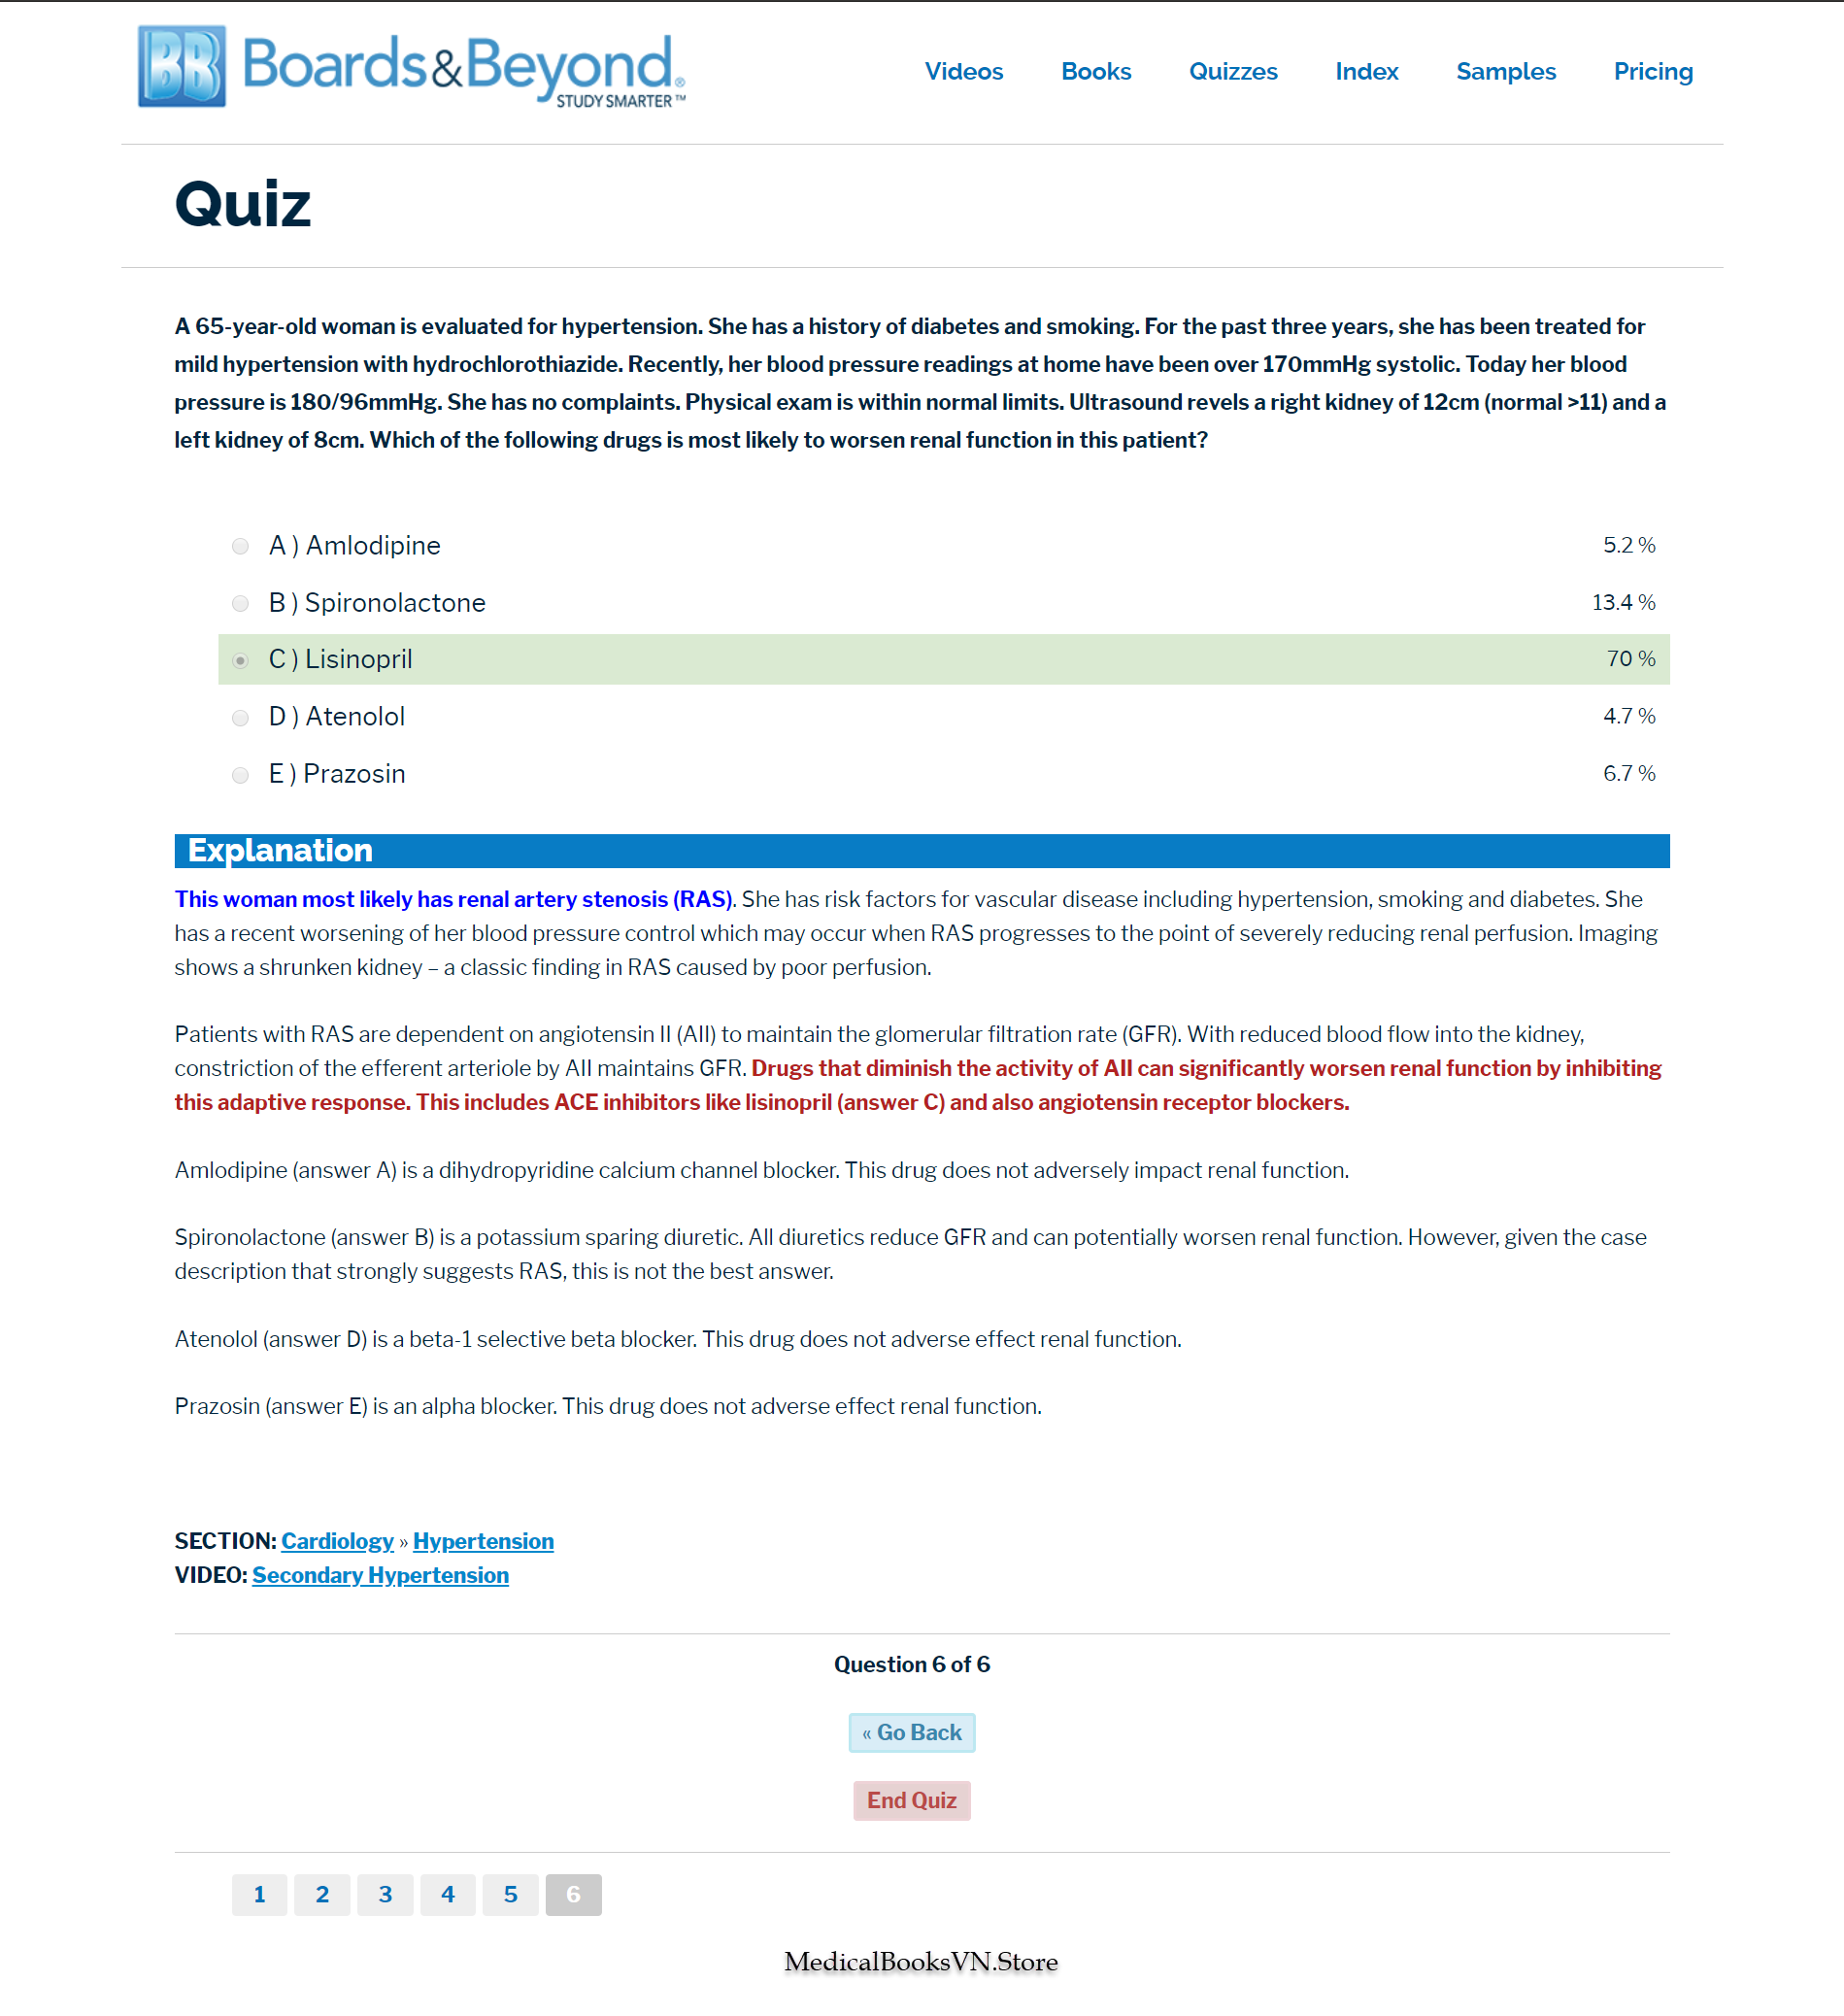 BB Boards&Beyond®
STUDY SMARTER™
Videos Books Quizzes Index Samples Pricing
Quiz
A 65-year-old woman is evaluated for hypertension. She has a history of diabetes and smoking. For the past three years, she has been treated for
mild hypertension with hydrochlorothiazide. Recently, her blood pressure readings at home have been over 170mmHg systolic. Today her blood
pressure is 180/96mmHg. She has no complaints. Physical exam is within normal limits. Ultrasound revels a right kidney of 12cm (normal >11) and a
left kidney of 8cm. Which of the following drugs is most likely to worsen renal function in this patient?
A ) Amlodipine 5.2 %
B ) Spironolactone 13.4 %
C ) Lisinopril 70 %
D ) Atenolol 4.7 %
E ) Prazosin 6.7 %
Explanation
This woman most likely has renal artery stenosis (RAS). She has risk factors for vascular disease including hypertension, smoking and diabetes. She
has a recent worsening of her blood pressure control which may occur when RAS progresses to the point of severely reducing renal perfusion. Imaging
shows a shrunken kidney – a classic finding in RAS caused by poor perfusion.
Patients with RAS are dependent on angiotensin II (AII) to maintain the glomerular filtration rate (GFR). With reduced blood flow into the kidney,
constriction of the efferent arteriole by AII maintains GFR. Drugs that diminish the activity of AII can significantly worsen renal function by inhibiting
this adaptive response. This includes ACE inhibitors like lisinopril (answer C) and also angiotensin receptor blockers.
Amlodipine (answer A) is a dihydropyridine calcium channel blocker. This drug does not adversely impact renal function.
Spironolactone (answer B) is a potassium sparing diuretic. All diuretics reduce GFR and can potentially worsen renal function. However, given the case
description that strongly suggests RAS, this is not the best answer.
Atenolol (answer D) is a beta-1 selective beta blocker. This drug does not adverse effect renal function.
Prazosin (answer E) is an alpha blocker. This drug does not adverse effect renal function.
SECTION: Cardiology » Hypertension
VIDEO: Secondary Hypertension
Question 6 of 6
« Go Back
End Quiz
1 2 3 4 5 6
MedicalBooksVN.Store